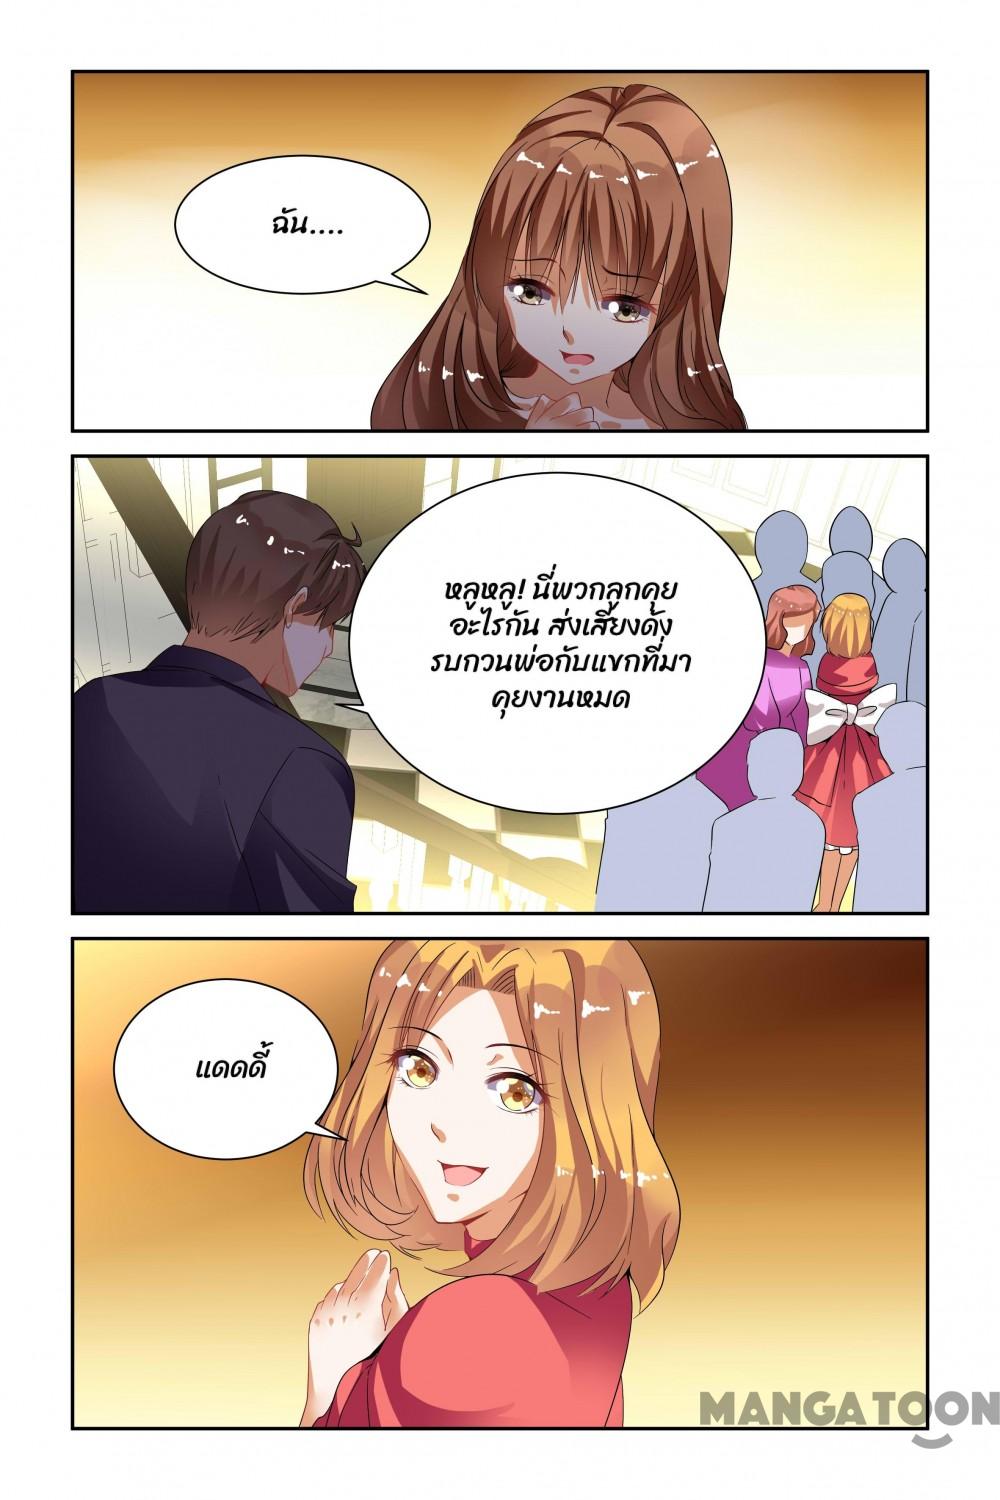 ฉัน....
หลูหลู! นี่พวกลูกคุย
อะไรกัน ส่งเสียงดัง
รบกวนพ่อกับแขกที่มา
คุยงานหมด
แดดดี้
MANGATOON